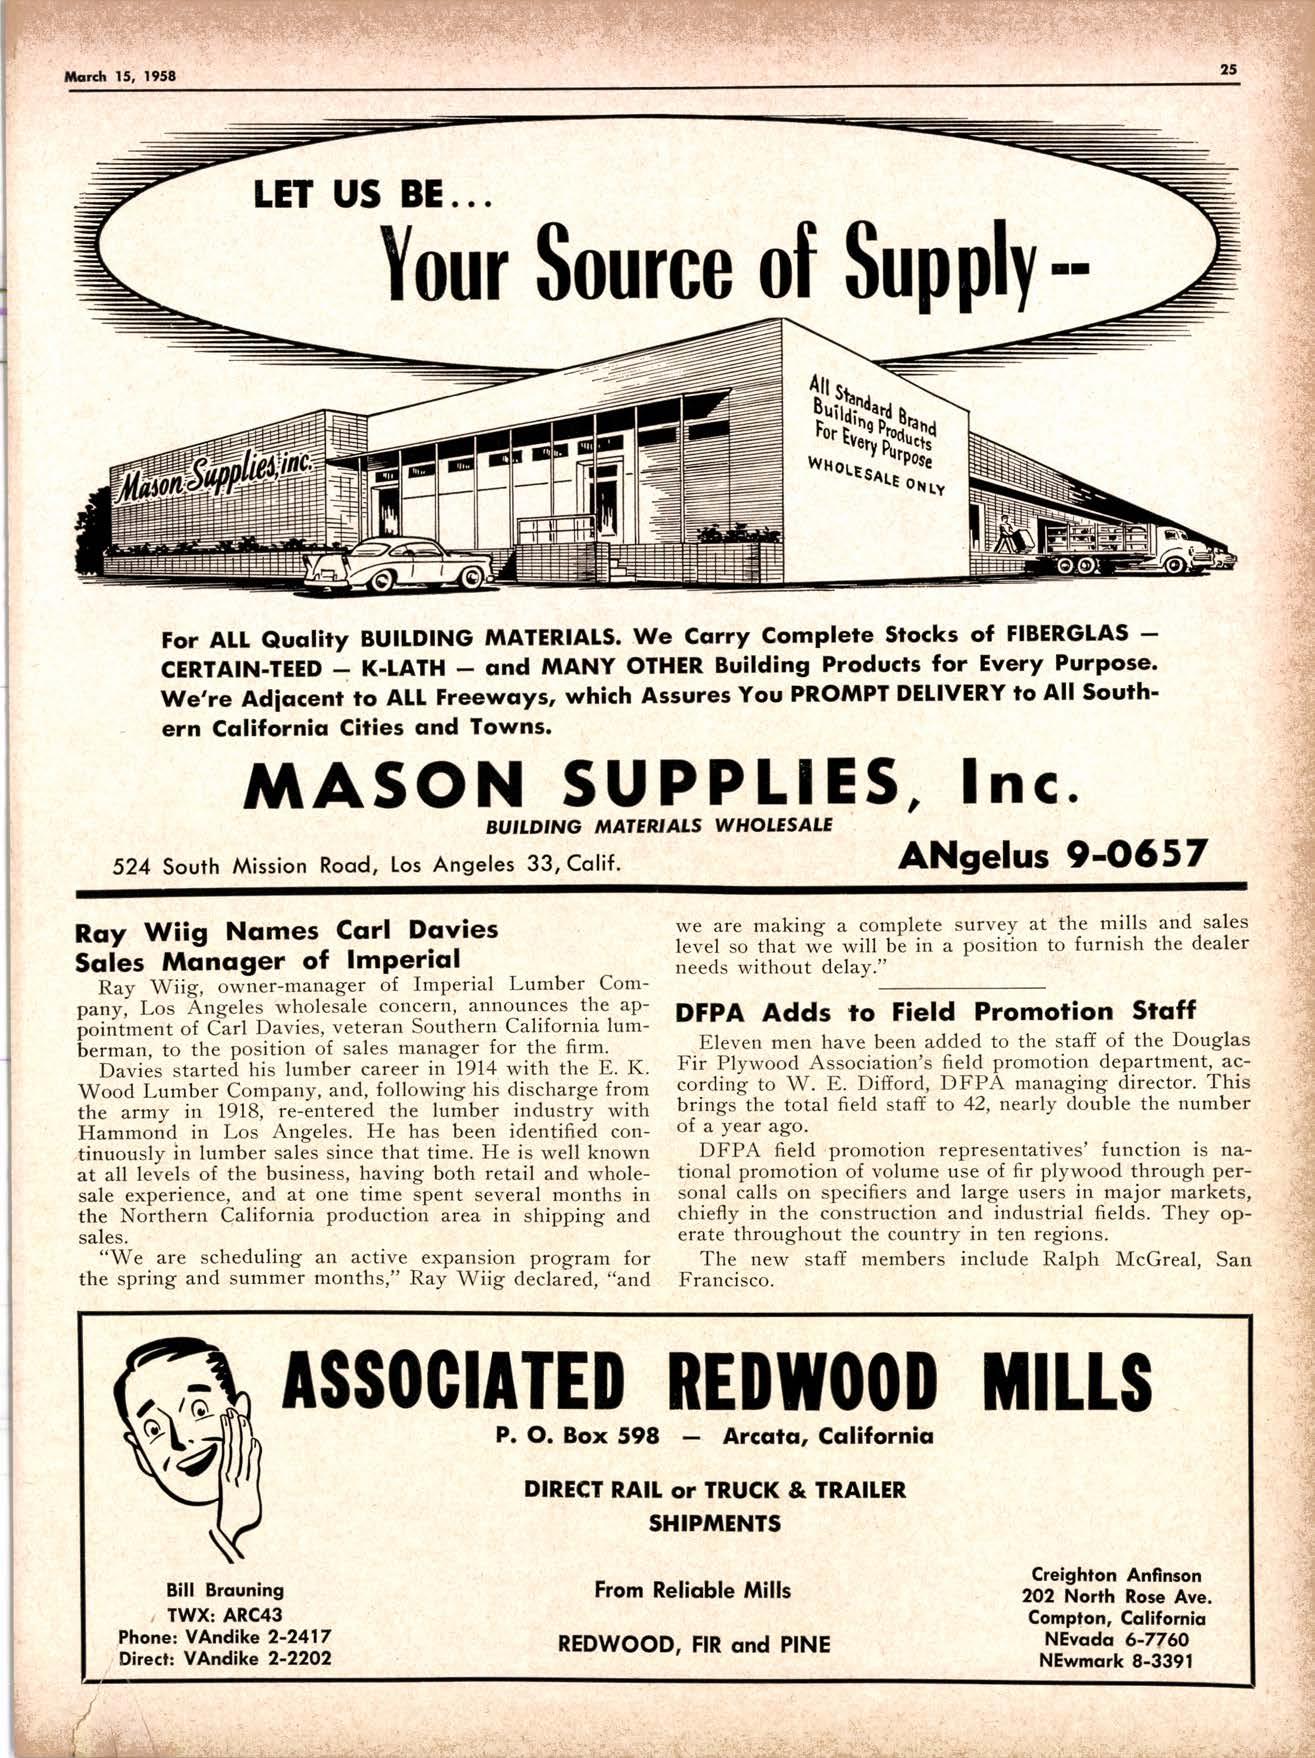 March 15, 1958
25
LET US BE...
Your Source of Supply--
Mason Supplies, inc.
All Standard Brand
Building Products
For Every Purpose
WHOLESALE ONLY
For ALL Quality BUILDING MATERIALS. We Carry Complete Stocks of FIBERGLAS —
CERTAIN-TEED — K-LATH — and MANY OTHER Building Products for Every Purpose.
We're Adjacent to ALL Freeways, which Assures You PROMPT DELIVERY to All South-
ern California Cities and Towns.
MASON SUPPLIES, Inc.
BUILDING MATERIALS WHOLESALE
524 South Mission Road, Los Angeles 33, Calif.
ANgelus 9-0657
Ray Wiig Names Carl Davies
Sales Manager of Imperial
Ray Wiig, owner-manager of Imperial Lumber Com-
pany, Los Angeles wholesale concern, announces the ap-
pointment of Carl Davies, veteran Southern California lum-
berman, to the position of sales manager for the firm.
Davies started his lumber career in 1914 with the E. K.
Wood Lumber Company, and, following his discharge from
the army in 1918, re-entered the lumber industry with
Hammond in Los Angeles. He has been identified con-
tinuously in lumber sales since that time. He is well known
at all levels of the business, having both retail and whole-
sale experience, and at one time spent several months in
the Northern California production area in shipping and
sales.
"We are scheduling an active expansion program for
the spring and summer months," Ray Wiig declared, "and
we are making a complete survey at the mills and sales
level so that we will be in a position to furnish the dealer
needs without delay."
DFPA Adds to Field Promotion Staff
Eleven men have been added to the staff of the Douglas
Fir Plywood Association's field promotion department, ac-
cording to W. E. Difford, DFPA managing director. This
brings the total field staff to 42, nearly double the number
of a year ago.
DFPA field promotion representatives' function is na-
tional promotion of volume use of fir plywood through per-
sonal calls on specifiers and large users in major markets,
chiefly in the construction and industrial fields. They op-
erate throughout the country in ten regions.
The new staff members include Ralph McGreal, San
Francisco.
ASSOCIATED REDWOOD MILLS
P. O. Box 598 — Arcata, California
DIRECT RAIL or TRUCK & TRAILER
SHIPMENTS
Bill Brauning
TWX: ARC43
Phone: VAndike 2-2417
Direct: VAndike 2-2202
From Reliable Mills
REDWOOD, FIR and PINE
Creighton Anfinson
202 North Rose Ave.
Compton, California
NEvada 6-7760
NEwmark 8-3391